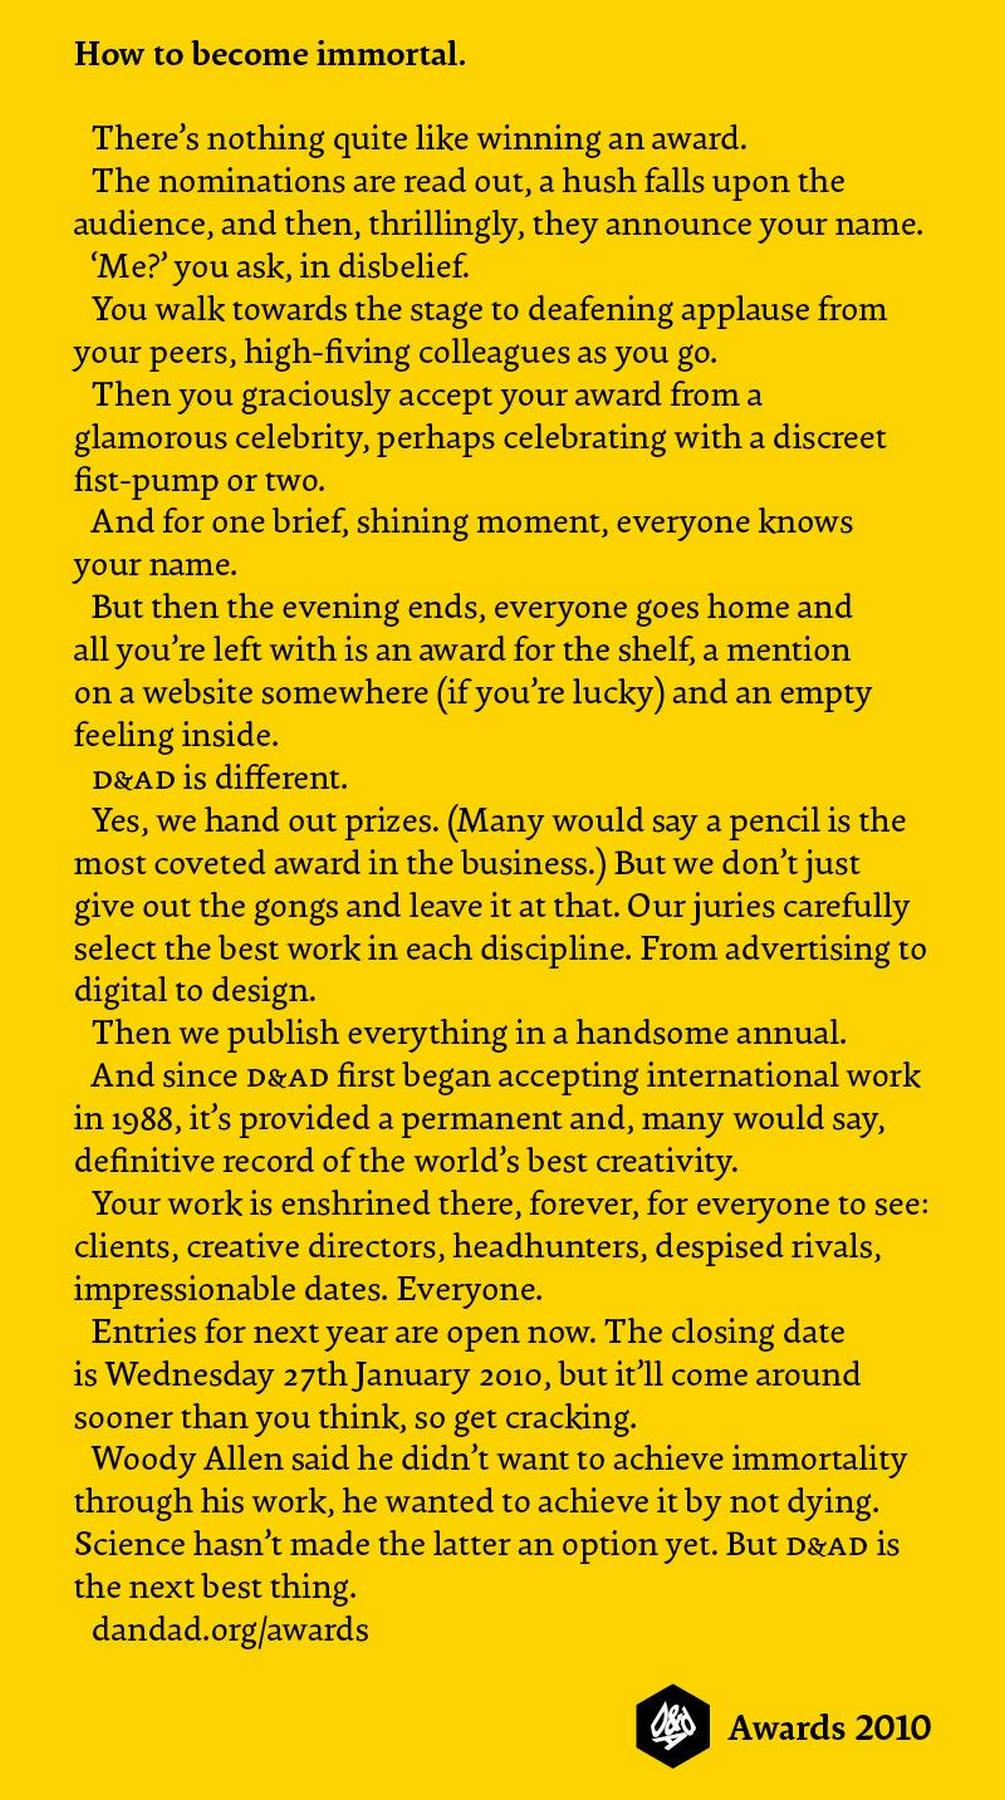 How to become immortal.
There’s nothing quite like winning an award.
The nominations are read out, a hush falls upon the
audience, and then, thrillingly, they announce your name.
‘Me?’ you ask, in disbelief.
You walk towards the stage to deafening applause from
your peers, high-fiving colleagues as you go.
Then you graciously accept your award from a
glamorous celebrity, perhaps celebrating with a discreet
fist-pump or two.
And for one brief, shining moment, everyone knows
your name.
But then the evening ends, everyone goes home and
all you’re left with is an award for the shelf, a mention
on a website somewhere (if you’re lucky) and an empty
feeling inside.
D&AD is different.
Yes, we hand out prizes. (Many would say a pencil is the
most coveted award in the business.) But we don’t just
give out the gongs and leave it at that. Our juries carefully
select the best work in each discipline. From advertising to
digital to design.
Then we publish everything in a handsome annual.
And since D&AD first began accepting international work
in 1988, it’s provided a permanent and, many would say,
definitive record of the world’s best creativity.
Your work is enshrined there, forever, for everyone to see:
clients, creative directors, headhunters, despised rivals,
impressionable dates. Everyone.
Entries for next year are open now. The closing date
is Wednesday 27th January 2010, but it’ll come around
sooner than you think, so get cracking.
Woody Allen said he didn’t want to achieve immortality
through his work, he wanted to achieve it by not dying.
Science hasn’t made the latter an option yet. But D&AD is
the next best thing.
dandad.org/awards
D&AD Awards 2010